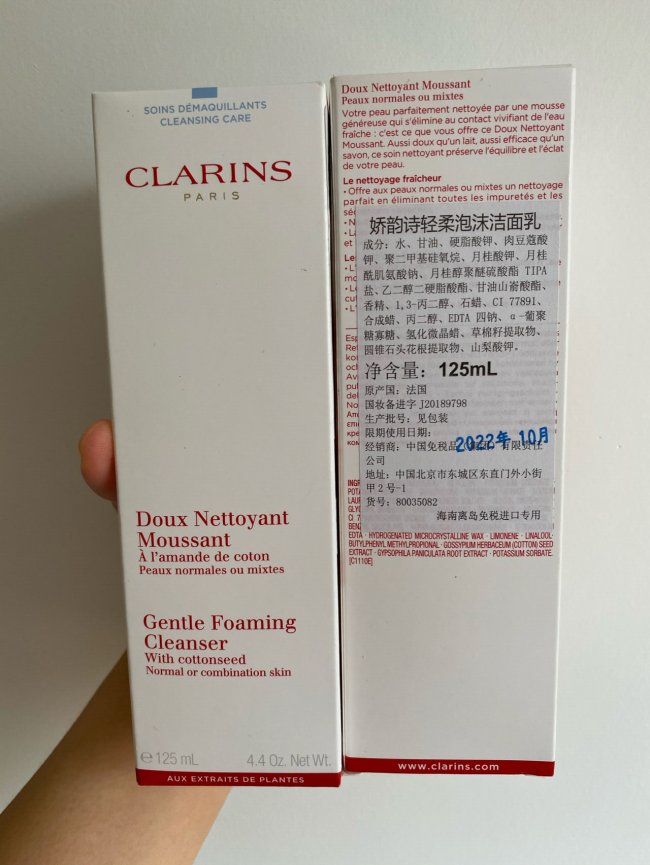 SOINS DÉMAQUILLANTS
CLEANSING CARE
CLARINS
PARIS
Doux Nettoyant
Moussant
À l'amande de coton
Peaux normales ou mixtes
Gentle Foaming
Cleanser
With cottonseed
Normal or combination skin
℮ 125 mL 4.4 Oz. Net Wt.
AUX EXTRAITS DE PLANTES
Doux Nettoyant Moussant
Peaux normales ou mixtes
Votre peau parfaitement nettoyée par une mousse
généreuse qui s'élimine au contact vivifiant de l'eau
fraîche : c'est ce que vous offre ce Doux Nettoyant
Moussant. Aussi doux qu'un lait, aussi efficace qu'un
savon, ce soin nettoyant préserve l'équilibre et l'éclat
de votre peau.
Le nettoyage fraîcheur
• Offre aux peaux normales ou mixtes un nettoyage
parfait en éliminant toutes les impuretés et les
娇韵诗轻柔泡沫洁面乳
成分：水、甘油、硬脂酸钾、肉豆蔻酸
钾、聚二甲基硅氧烷、月桂酸钾、月桂
酰肌氨酸钠、月桂醇聚醚硫酸酯 TIPA
盐、乙二醇二硬脂酸酯、甘油山嵛酸酯、
香精、1,3-丙二醇、石蜡、CI 77891、
合成蜡、丙二醇、EDTA 四钠、α-葡聚
糖寡糖、氢化微晶蜡、草棉籽提取物、
圆锥石头花根提取物、山梨酸钾。
净含量：125mL
原产国：法国
国妆备进字 J20189798
生产批号：见包装
限期使用日期：
2022年 10月
经销商：中国免税品 有限责任
公司
地址：中国北京市东城区东直门外小街
甲2号-1
货号：80035082
海南离岛免税进口专用
EDTA · HYDROGENATED MICROCRYSTALLINE WAX · LIMONENE · LINALOOL·
BUTYLPHENYL METHYLPROPIONAL · GOSSYPIUM HERBACEUM (COTTON) SEED
EXTRACT · GYPSOPHILA PANICULATA ROOT EXTRACT · POTASSIUM SORBATE.
[C1110E]
www.clarins.com